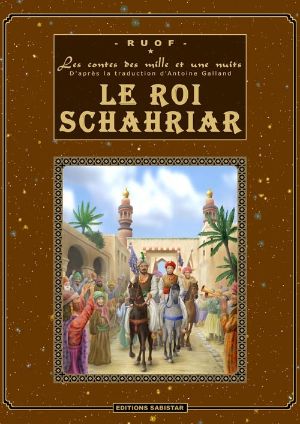 - RUOF -
Les contes des mille et une nuits
D'après la traduction d'Antoine Galland
LE ROI
SCHAHRIAR
EDITIONS SABISTAR